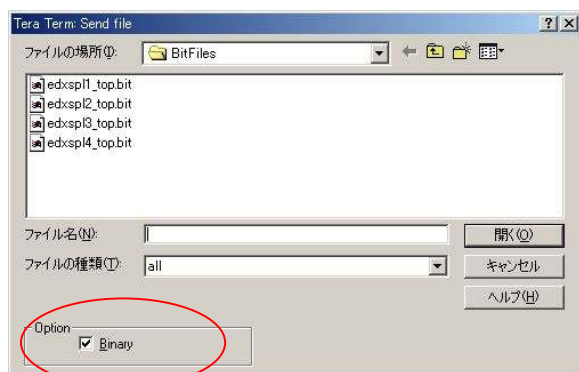 Tera Term: Send file
ファイルの場所(I):
BitFiles
edxspl1_top.bit
edxspl2_top.bit
edxspl3_top.bit
edxspl4_top.bit
ファイル名(N):
開く(O)
ファイルの種類(T):
all
キャンセル
ヘルプ(H)
Option
Binary